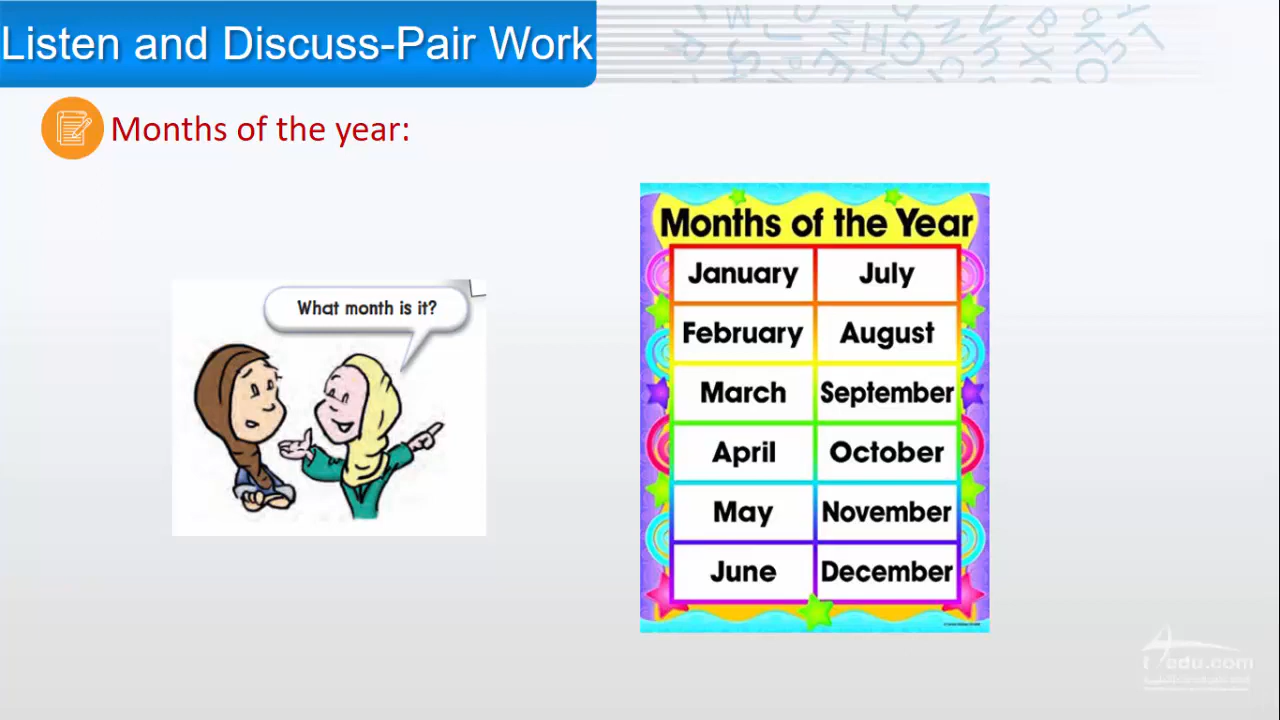 Listen and Discuss-Pair Work
Months of the year:
What month is it?
Months of the Year
January July
February August
March September
April October
May November
June December
edu.com